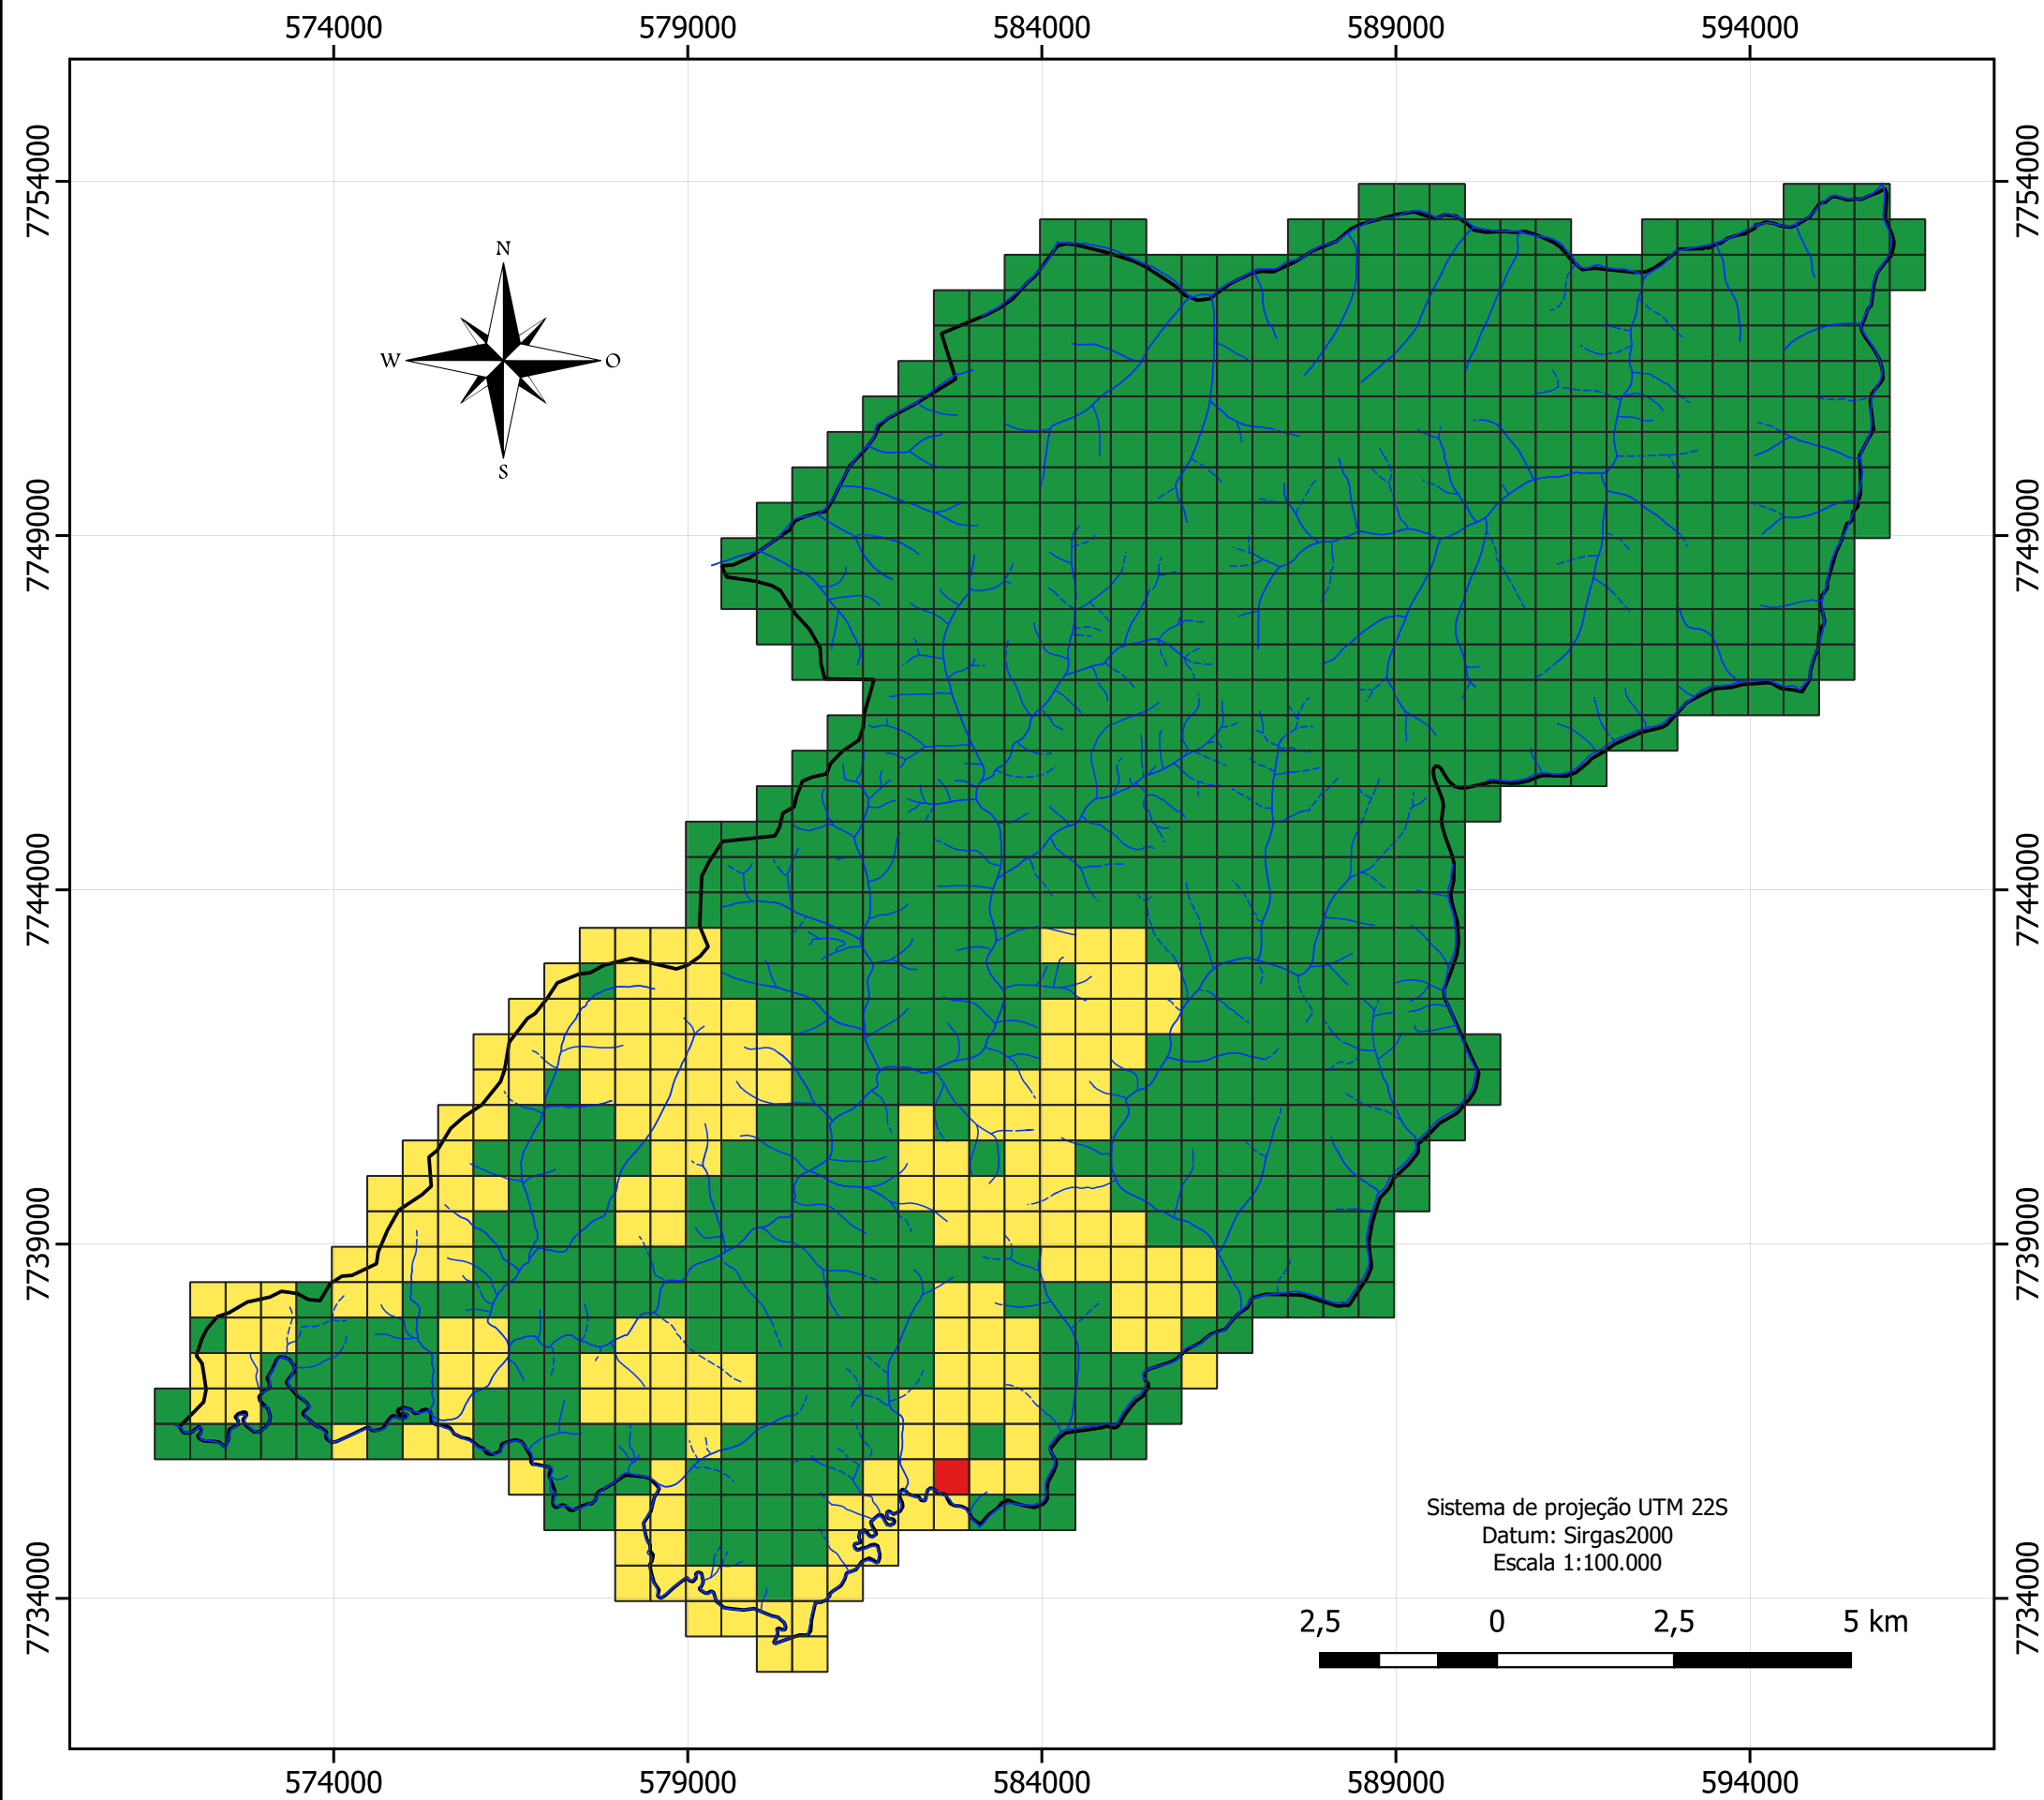 574000 579000 584000 589000 594000
7754000 7754000
N
W O
S
7749000 7749000
7744000 7744000
7739000 7739000
Sistema de projeção UTM 22S
Datum: Sirgas2000
Escala 1:100.000
7734000 7734000
2,5 0 2,5 5 km
574000 579000 584000 589000 594000